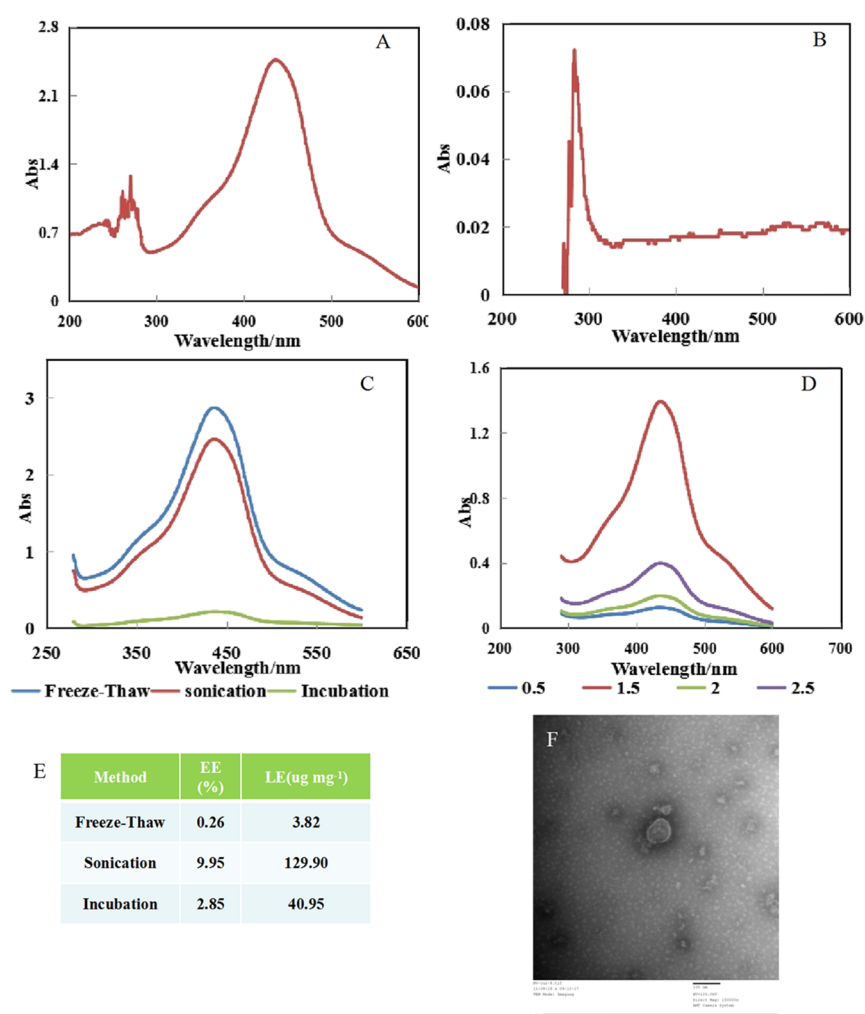 A
2.8
2.1
1.4
0.7
0
Abs
200 300 400 500 600
Wavelength/nm
B
0.08
0.06
0.04
0.02
0
Abs
200 300 400 500 600
Wavelength/nm
C
3
2
1
0
Abs
250 350 450 550 650
Wavelength/nm
Freeze-Thaw sonication Incubation
D
1.6
1.2
0.8
0.4
0
Abs
200 300 400 500 600 700
Wavelength/nm
0.5 1.5 2 2.5
E
Method EE (%) LE(ug mg⁻¹)
Freeze-Thaw 0.26 3.82
Sonication 9.95 129.90
Incubation 2.85 40.95
F
100 nm
AMT Camera System